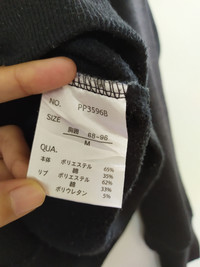 NO. PP3596B
SIZE 胸囲 88-96
M
QUA.
本体 ポリエステル 65%
綿 35%
リブ ポリエステル 62%
綿 33%
ポリウレタン 5%